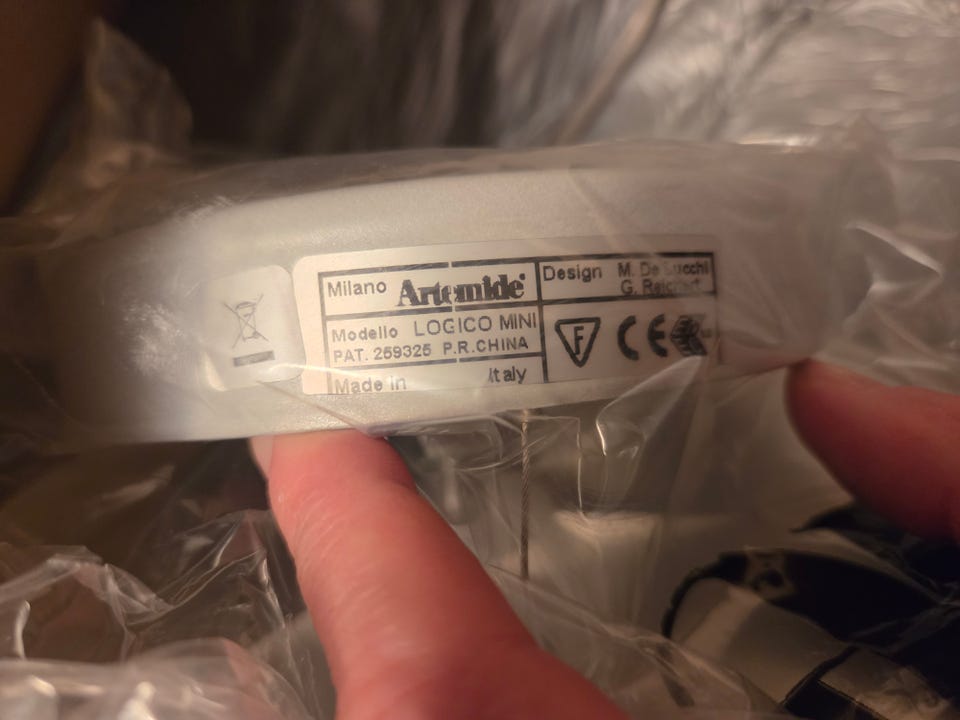 Milano Artemide®
Design M. De Lucchi
G. Reichert
Modello LOGICO MINI
PAT. 259325 P.R.CHINA
F CE
Made in Italy